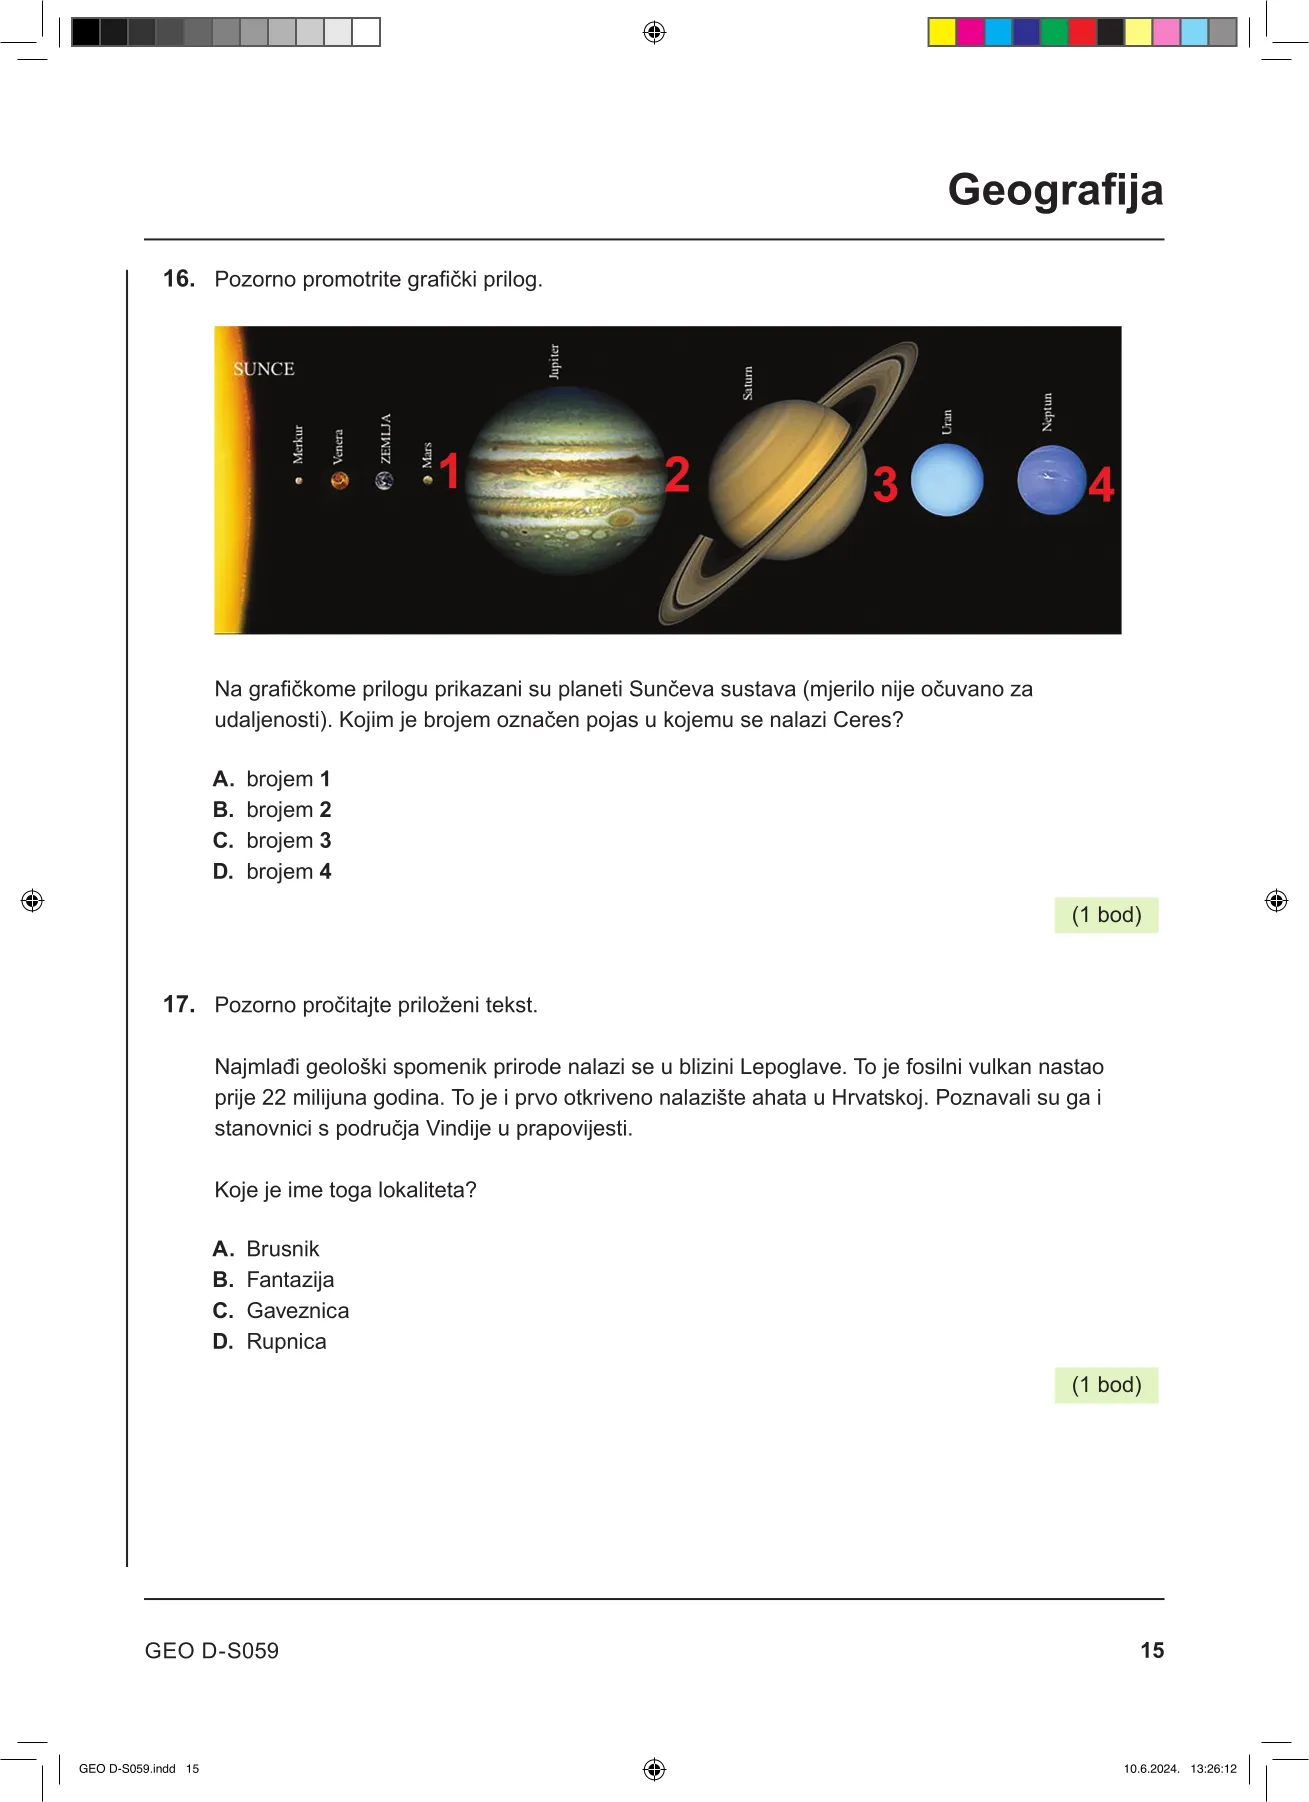 Geografija
16. Pozorno promotrite grafički prilog.
SUNCE
Merkur
Venera
ZEMLJA
Mars
1
Jupiter
2
Saturn
3
Uran
Neptun
4
Na grafičkome prilogu prikazani su planeti Sunčeva sustava (mjerilo nije očuvano za
udaljenosti). Kojim je brojem označen pojas u kojemu se nalazi Ceres?
A. brojem 1
B. brojem 2
C. brojem 3
D. brojem 4
(1 bod)
17. Pozorno pročitajte priloženi tekst.
Najmlađi geološki spomenik prirode nalazi se u blizini Lepoglave. To je fosilni vulkan nastao
prije 22 milijuna godina. To je i prvo otkriveno nalazište ahata u Hrvatskoj. Poznavali su ga i
stanovnici s područja Vindije u prapovijesti.
Koje je ime toga lokaliteta?
A. Brusnik
B. Fantazija
C. Gaveznica
D. Rupnica
(1 bod)
GEO D-S059
15
GEO D-S059.indd 15
10.6.2024. 13:26:12